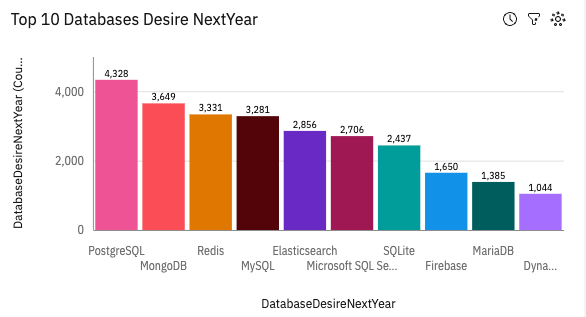 Top 10 Databases Desire NextYear
DatabaseDesireNextYear (Cou...
4,000
2,000
0
4,328
3,649
3,331
3,281
2,856
2,706
2,437
1,650
1,385
1,044
PostgreSQL
MongoDB
Redis
MySQL
Elasticsearch
Microsoft SQL Se...
SQLite
Firebase
MariaDB
Dyna...
DatabaseDesireNextYear